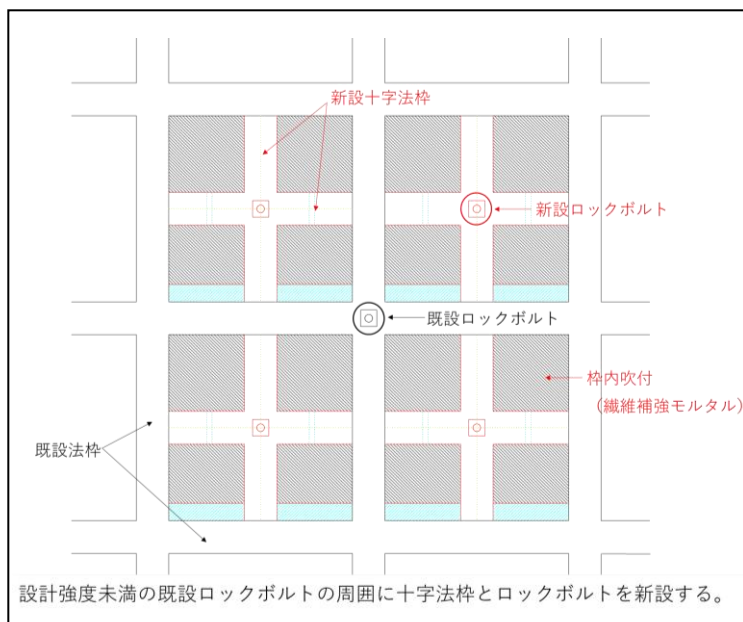 新設十字法枠
新設ロックボルト
既設ロックボルト
枠内吹付
(繊維補強モルタル)
既設法枠
設計強度未満の既設ロックボルトの周囲に十字法枠とロックボルトを新設する。